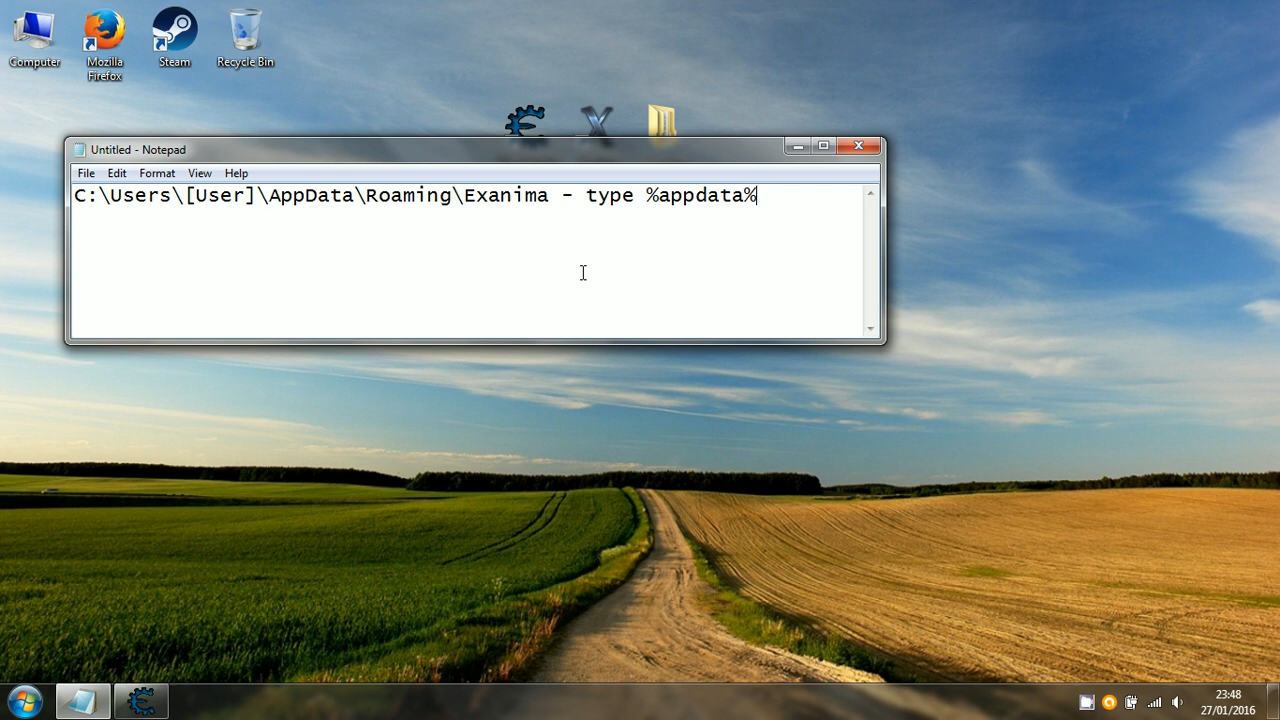 Computer
Mozilla
Firefox
Steam
Recycle Bin
Untitled - Notepad
File Edit Format View Help
C:\Users\[User]\AppData\Roaming\Exanima - type %appdata%
23:48
27/01/2016